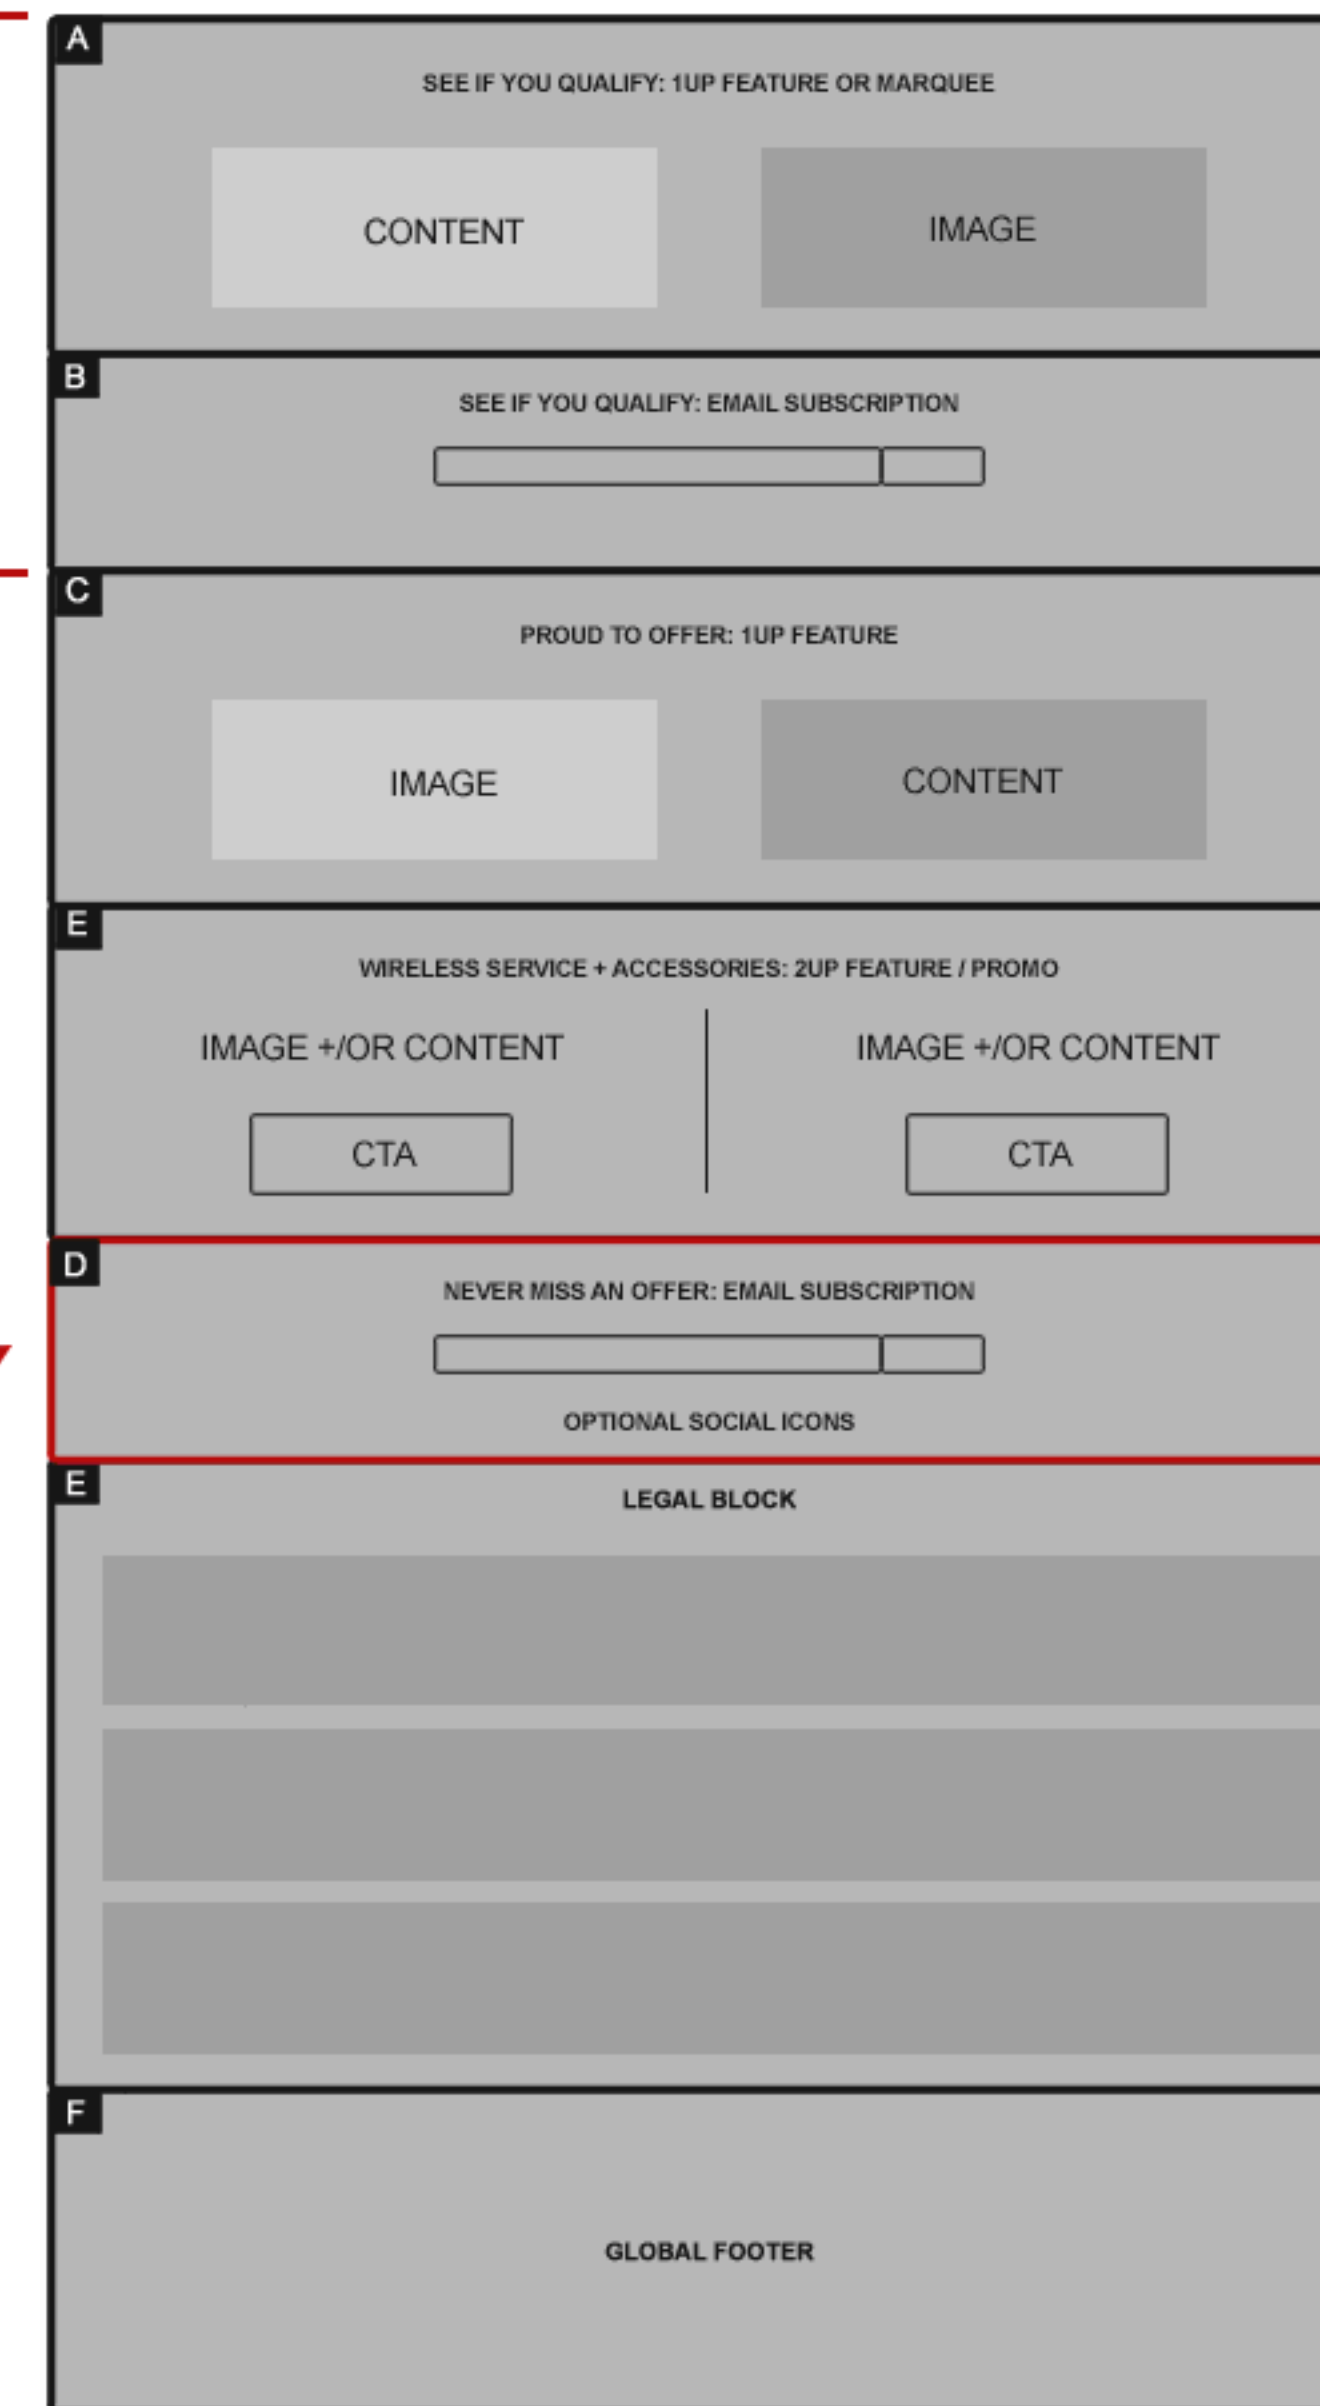 A
SEE IF YOU QUALIFY: 1UP FEATURE OR MARQUEE
CONTENT
IMAGE
B
SEE IF YOU QUALIFY: EMAIL SUBSCRIPTION
C
PROUD TO OFFER: 1UP FEATURE
IMAGE
CONTENT
E
WIRELESS SERVICE + ACCESSORIES: 2UP FEATURE / PROMO
IMAGE +/OR CONTENT
IMAGE +/OR CONTENT
CTA
CTA
D
NEVER MISS AN OFFER: EMAIL SUBSCRIPTION
OPTIONAL SOCIAL ICONS
E
LEGAL BLOCK
F
GLOBAL FOOTER